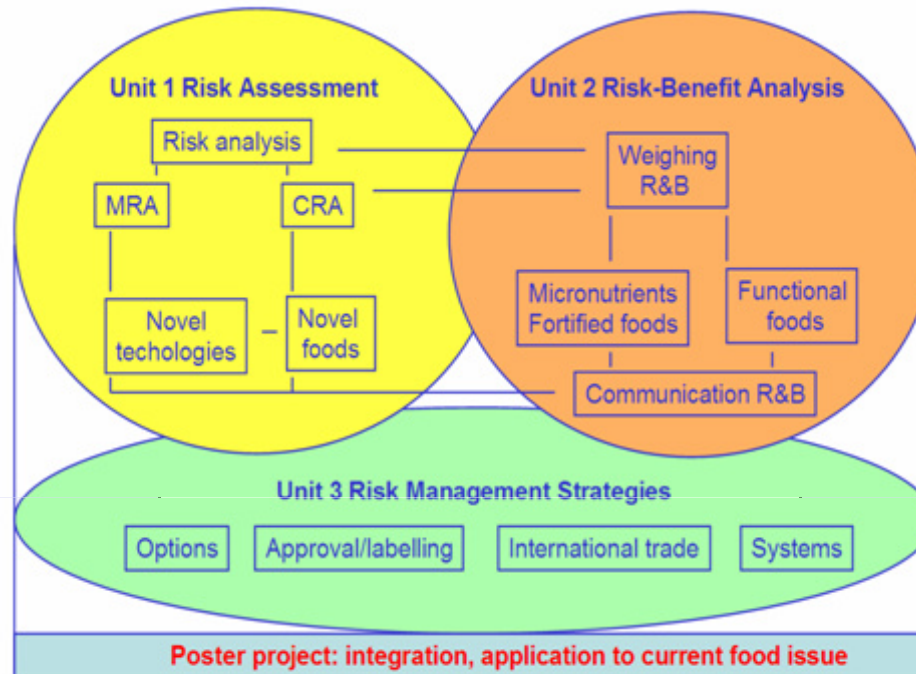 Unit 1 Risk Assessment
Risk analysis
MRA
CRA
Novel
techologies
Novel
foods
Unit 2 Risk-Benefit Analysis
Weighing
R&B
Micronutrients
Fortified foods
Functional
foods
Communication R&B
Unit 3 Risk Management Strategies
Options
Approval/labelling
International trade
Systems
Poster project: integration, application to current food issue